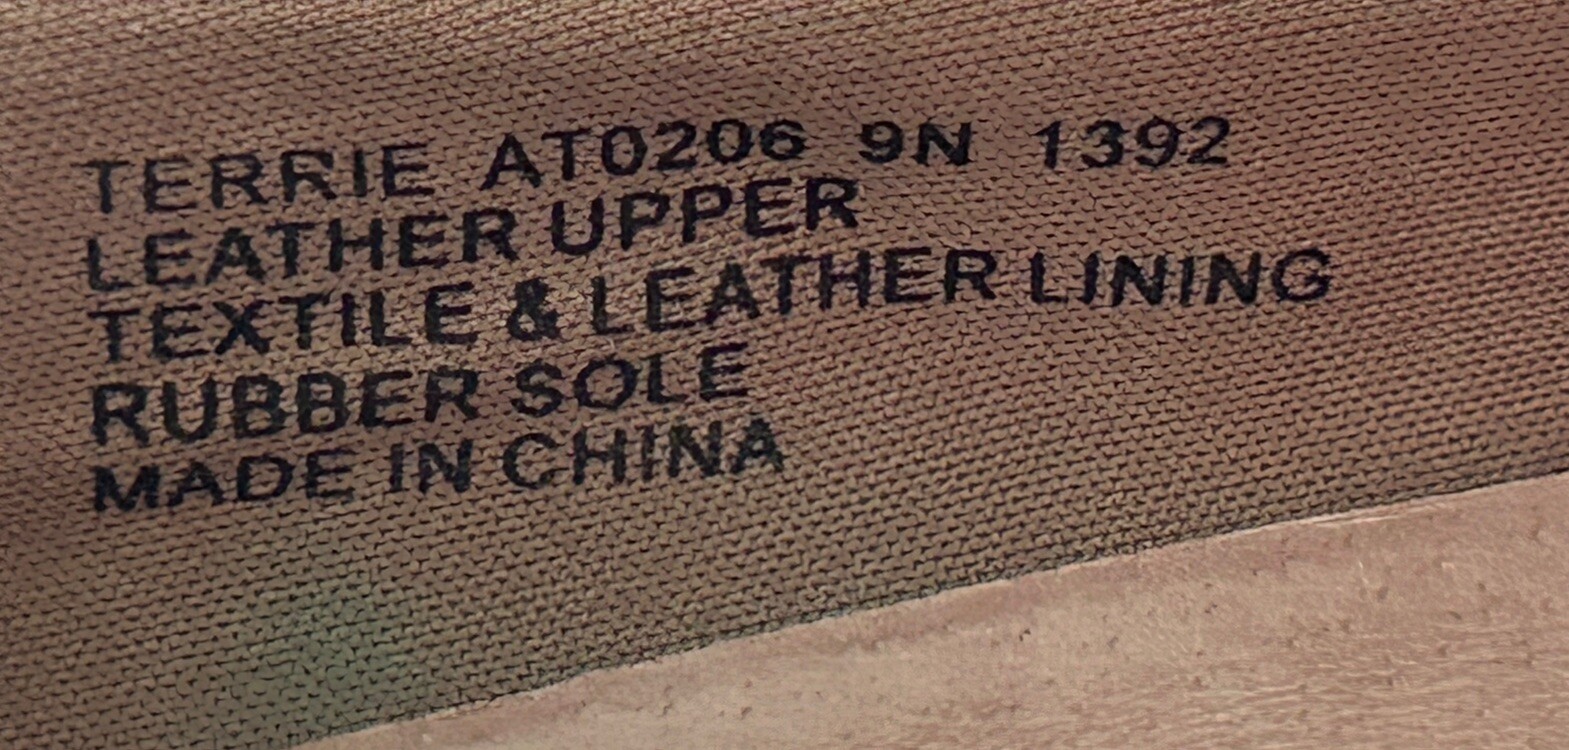 TERRIE AT0206 9N 1392
LEATHER UPPER
TEXTILE & LEATHER LINING
RUBBER SOLE
MADE IN CHINA